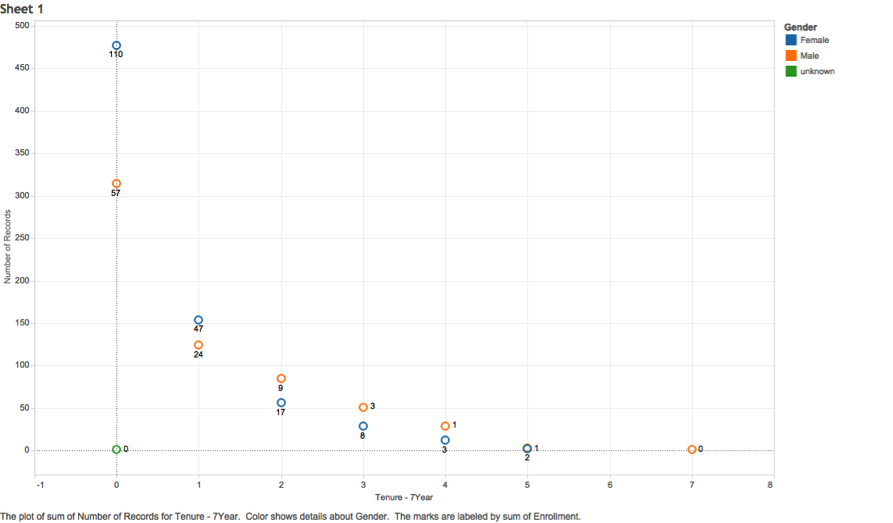 Sheet 1
Gender
Female
Male
unknown
500
450
400
350
300
250
200
150
100
50
0
Number of Records
110
57
0
47
24
9
17
3
8
1
3
1
2
0
-1 0 1 2 3 4 5 6 7 8
Tenure - 7Year
The plot of sum of Number of Records for Tenure - 7Year. Color shows details about Gender. The marks are labeled by sum of Enrollment.